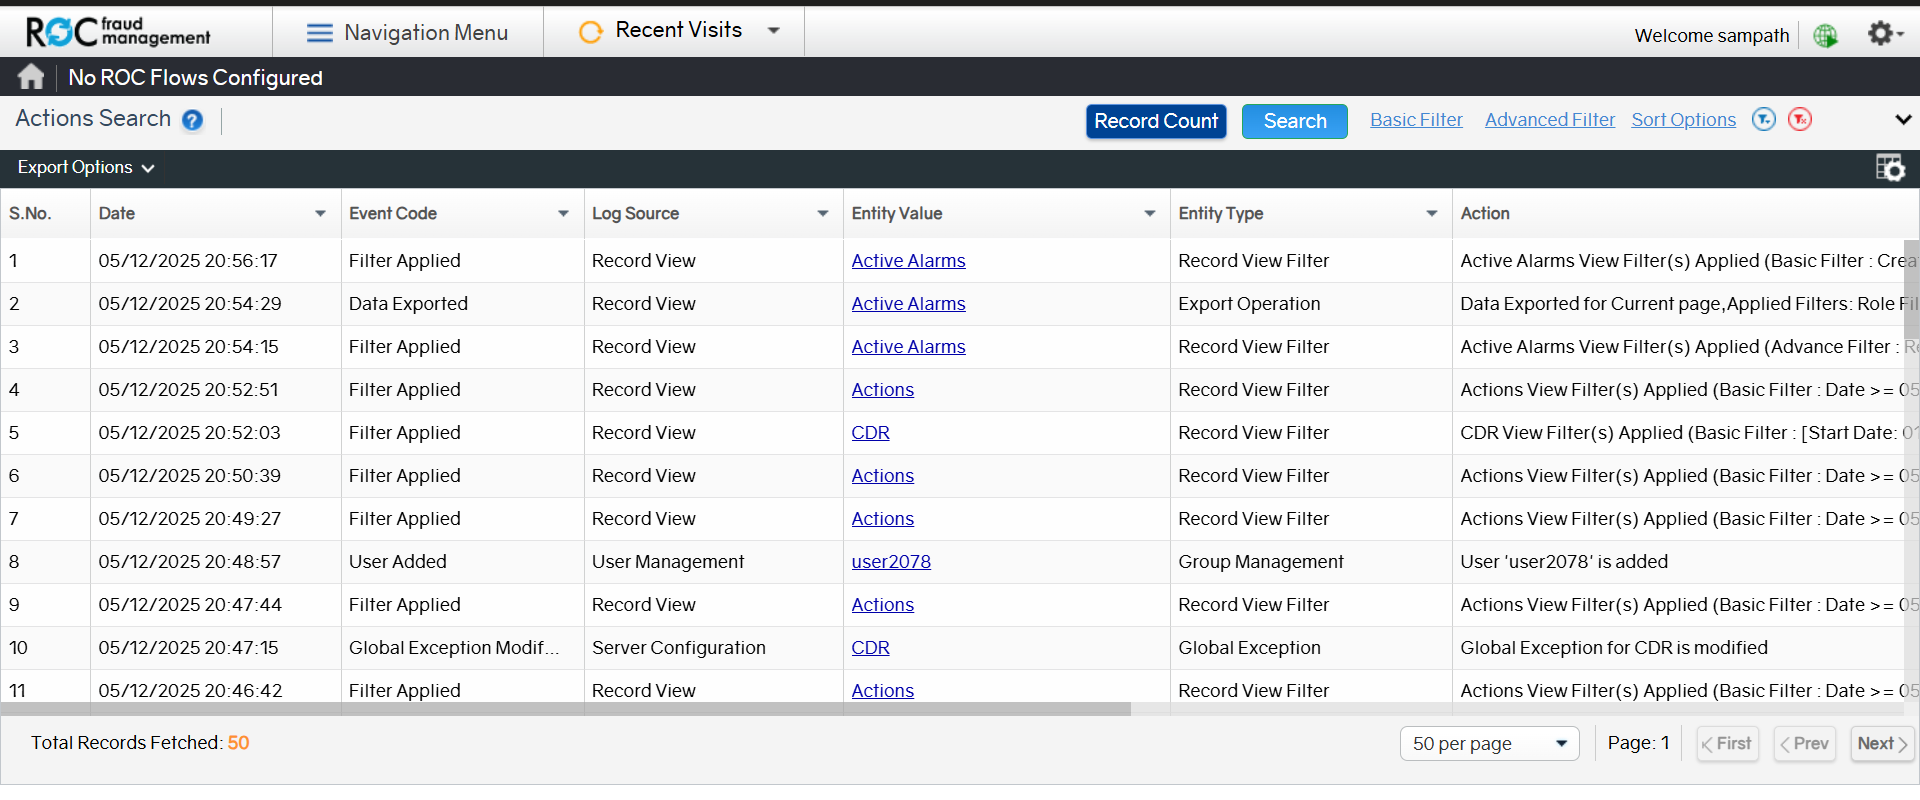 ROC fraud management
Navigation Menu
Recent Visits
Welcome sampath
No ROC Flows Configured
Actions Search ?
Record Count Search Basic Filter Advanced Filter Sort Options
Export Options
S.No. Date Event Code Log Source Entity Value Entity Type Action
1 05/12/2025 20:56:17 Filter Applied Record View Active Alarms Record View Filter Active Alarms View Filter(s) Applied (Basic Filter : Crea
2 05/12/2025 20:54:29 Data Exported Record View Active Alarms Export Operation Data Exported for Current page,Applied Filters: Role Fil
3 05/12/2025 20:54:15 Filter Applied Record View Active Alarms Record View Filter Active Alarms View Filter(s) Applied (Advance Filter : Re
4 05/12/2025 20:52:51 Filter Applied Record View Actions Record View Filter Actions View Filter(s) Applied (Basic Filter : Date >= 05
5 05/12/2025 20:52:03 Filter Applied Record View CDR Record View Filter CDR View Filter(s) Applied (Basic Filter : [Start Date: 01
6 05/12/2025 20:50:39 Filter Applied Record View Actions Record View Filter Actions View Filter(s) Applied (Basic Filter : Date >= 05
7 05/12/2025 20:49:27 Filter Applied Record View Actions Record View Filter Actions View Filter(s) Applied (Basic Filter : Date >= 05
8 05/12/2025 20:48:57 User Added User Management user2078 Group Management User 'user2078' is added
9 05/12/2025 20:47:44 Filter Applied Record View Actions Record View Filter Actions View Filter(s) Applied (Basic Filter : Date >= 05
10 05/12/2025 20:47:15 Global Exception Modif... Server Configuration CDR Global Exception Global Exception for CDR is modified
11 05/12/2025 20:46:42 Filter Applied Record View Actions Record View Filter Actions View Filter(s) Applied (Basic Filter : Date >= 05
Total Records Fetched: 50
50 per page Page: 1 First Prev Next